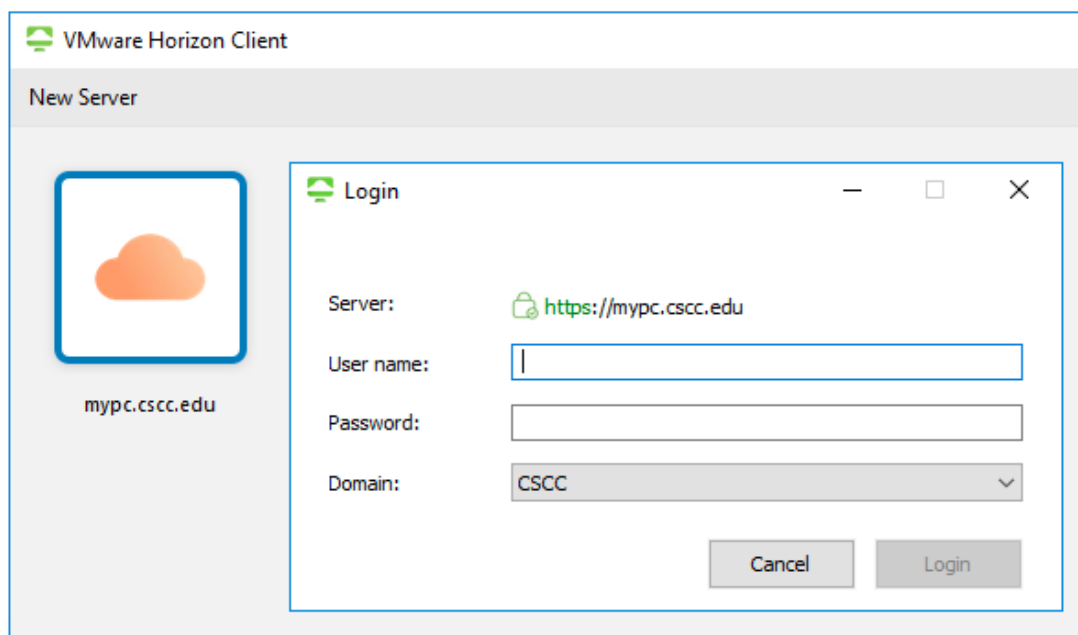 VMware Horizon Client
New Server
mypc.cscc.edu
Login
Server: https://mypc.cscc.edu
User name:
Password:
Domain: CSCC
Cancel Login